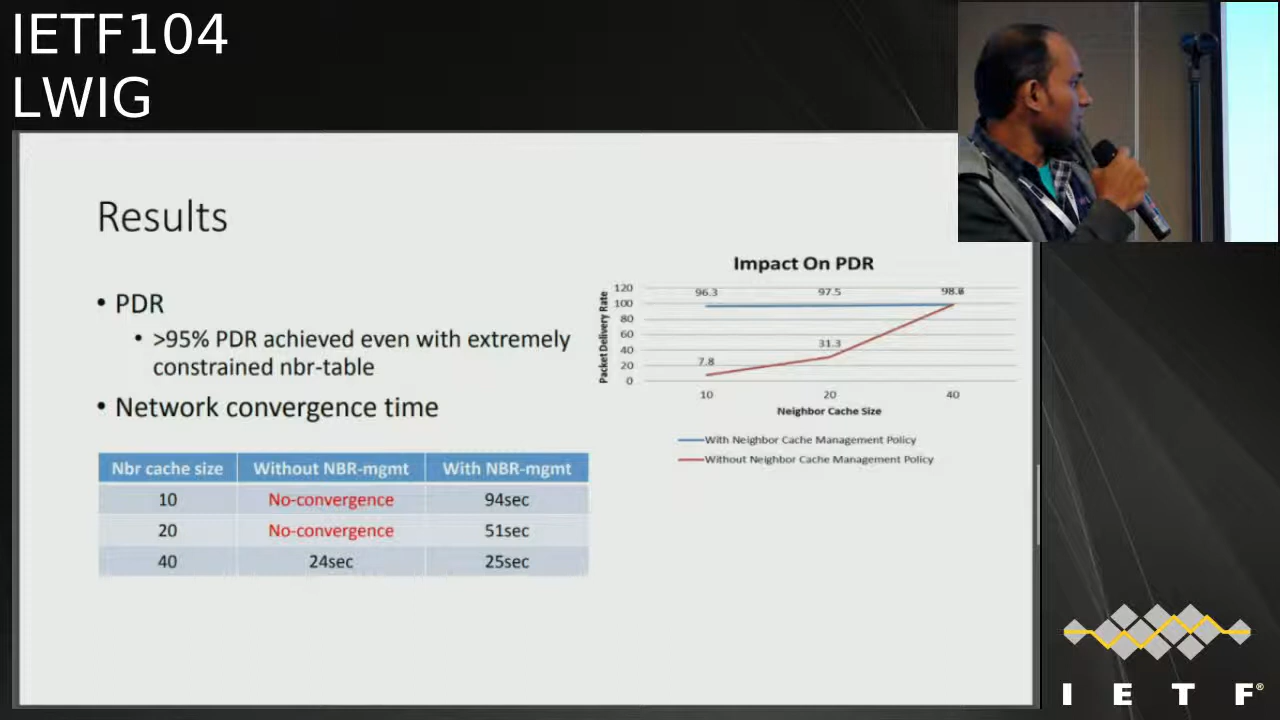 IETF104
LWIG
Results
• PDR
• >95% PDR achieved even with extremely
constrained nbr-table
• Network convergence time
Nbr cache size Without NBR-mgmt With NBR-mgmt
10 No-convergence 94sec
20 No-convergence 51sec
40 24sec 25sec
Impact On PDR
Packet Delivery Rate
120
100
80
60
40
20
0
96.3 97.5
7.8 31.3
10 20 40
Neighbor Cache Size
With Neighbor Cache Management Policy
Without Neighbor Cache Management Policy
IETF®